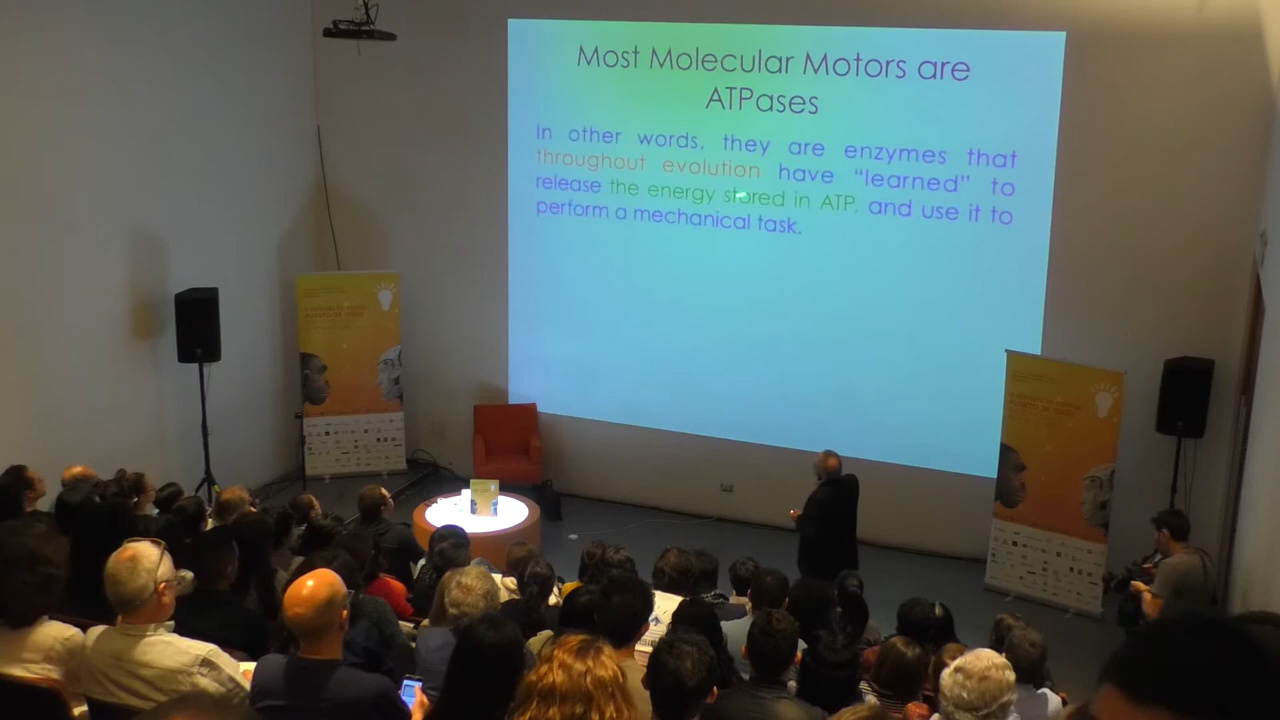 Most Molecular Motors are
ATPases
In other words, they are enzymes that
throughout evolution have “learned” to
release the energy stored in ATP, and use it to
perform a mechanical task.